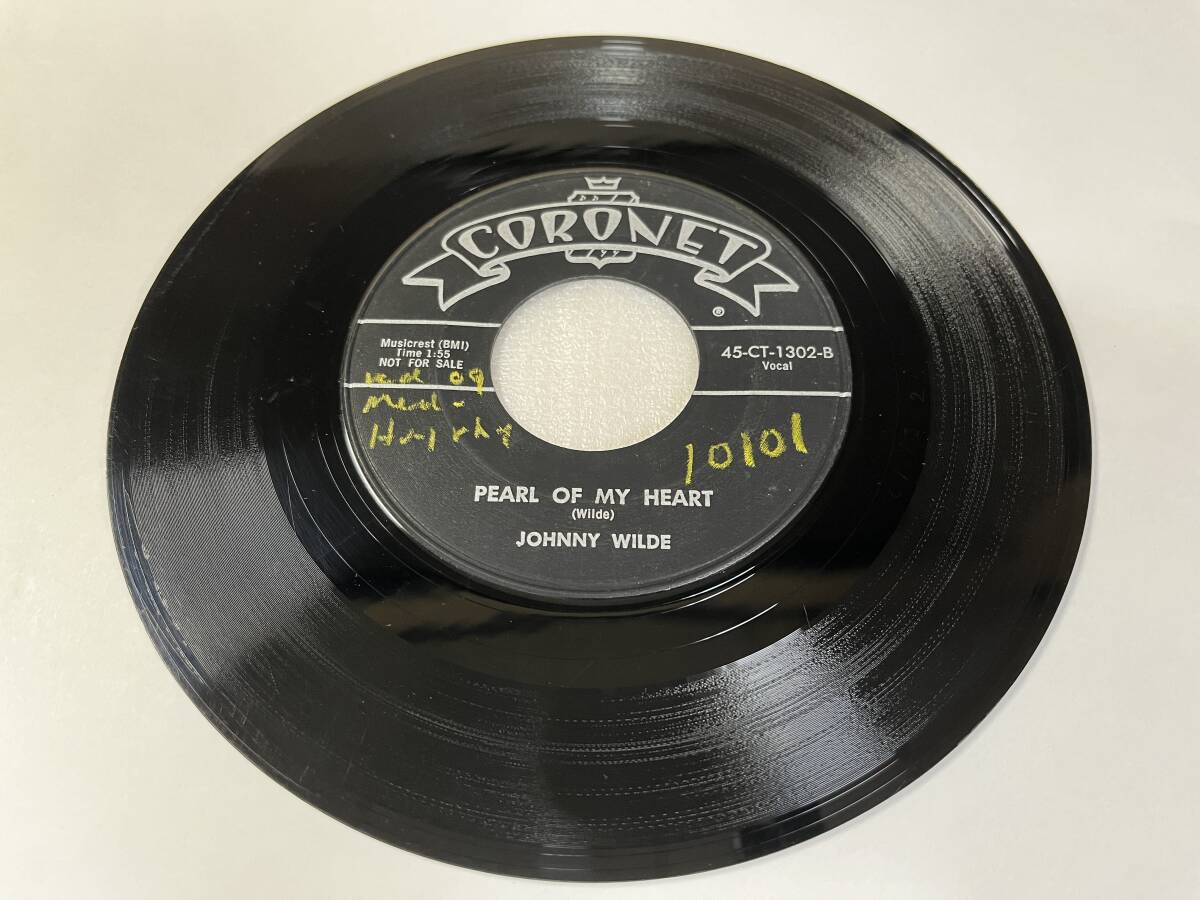 CORONET
®
Musicrest (BMI)
Time 1:55
NOT FOR SALE
45-CT-1302-B
Vocal
10101
PEARL OF MY HEART
(Wilde)
JOHNNY WILDE